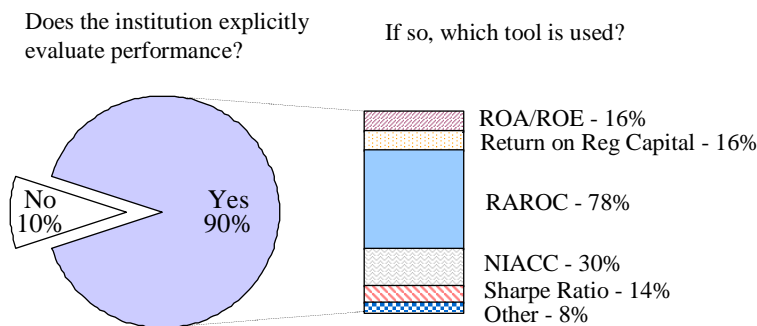 Does the institution explicitly
evaluate performance?
If so, which tool is used?
No
10%
Yes
90%
ROA/ROE - 16%
Return on Reg Capital - 16%
RAROC - 78%
NIACC - 30%
Sharpe Ratio - 14%
Other - 8%